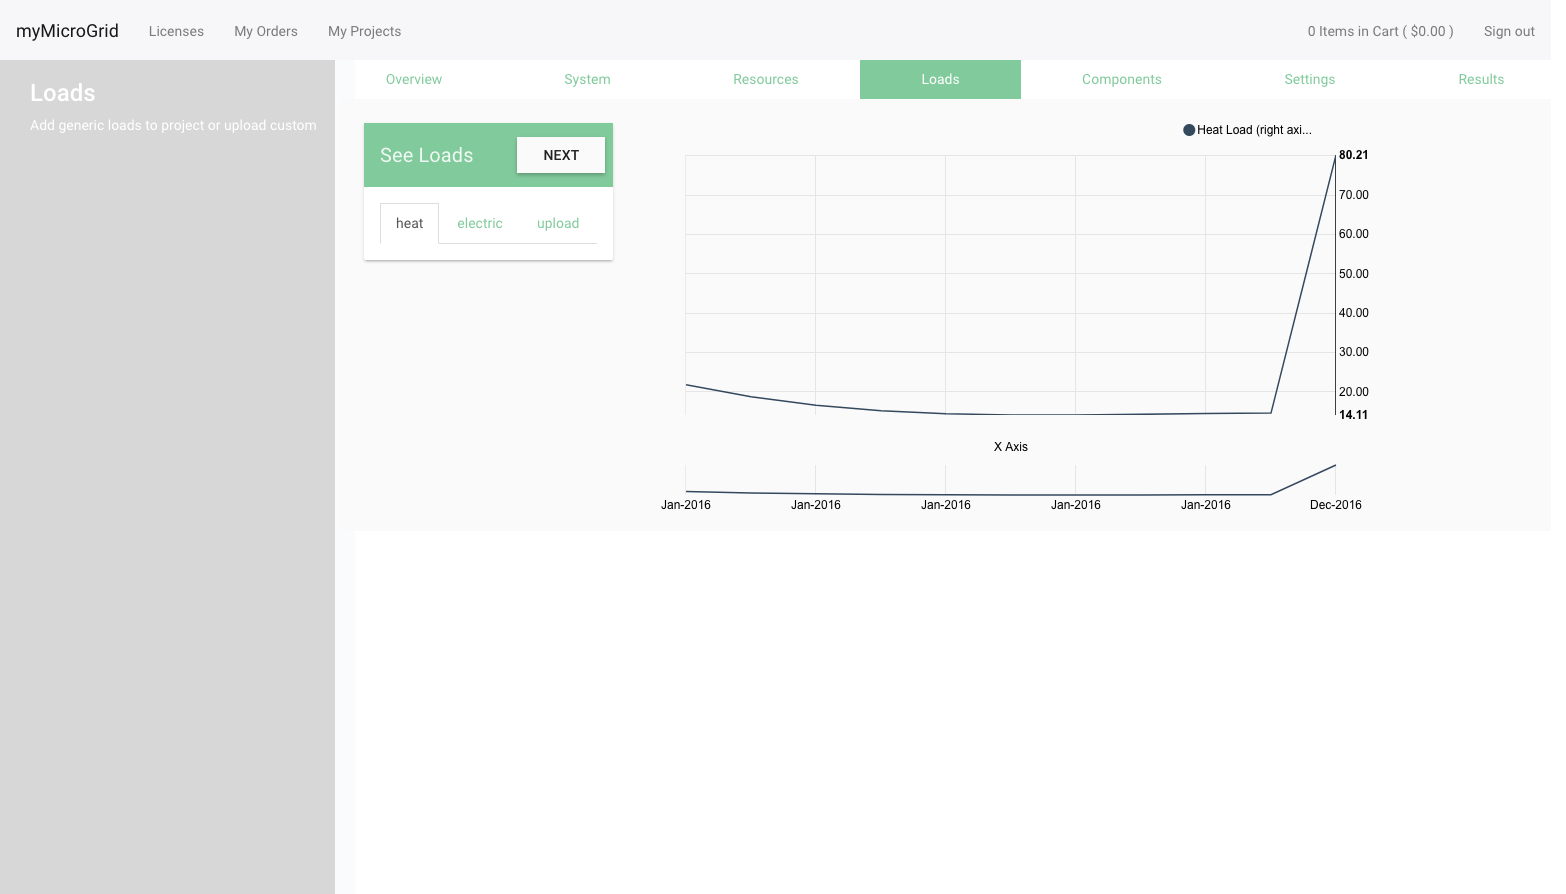 myMicroGrid Licenses My Orders My Projects 0 Items in Cart ( $0.00 ) Sign out
Loads
Add generic loads to project or upload custom
Overview System Resources Loads Components Settings Results
See Loads NEXT
heat electric upload
Heat Load (right axi...
80.21
70.00
60.00
50.00
40.00
30.00
20.00
14.11
X Axis
Jan-2016 Jan-2016 Jan-2016 Jan-2016 Jan-2016 Dec-2016